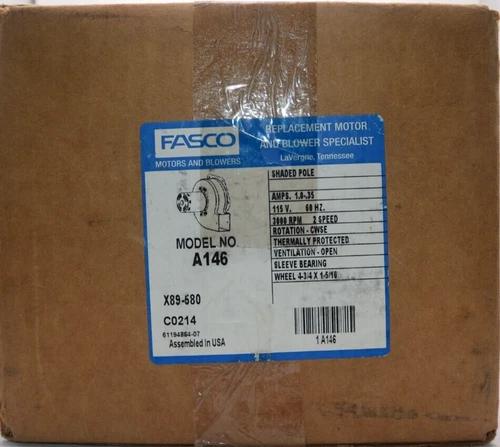 FASCO
MOTORS AND BLOWERS
REPLACEMENT MOTOR
AND BLOWER SPECIALIST
LaVergne, Tennessee
MODEL NO.
A146
X89-680
C0214
61194864-07
Assembled in USA
SHADED POLE
AMPS. 1.0-.35
115 V. 60 HZ.
3000 RPM 2 SPEED
ROTATION - CWSE
THERMALLY PROTECTED
VENTILATION - OPEN
SLEEVE BEARING
WHEEL 4-3/4 X 1-5/16
1 A146